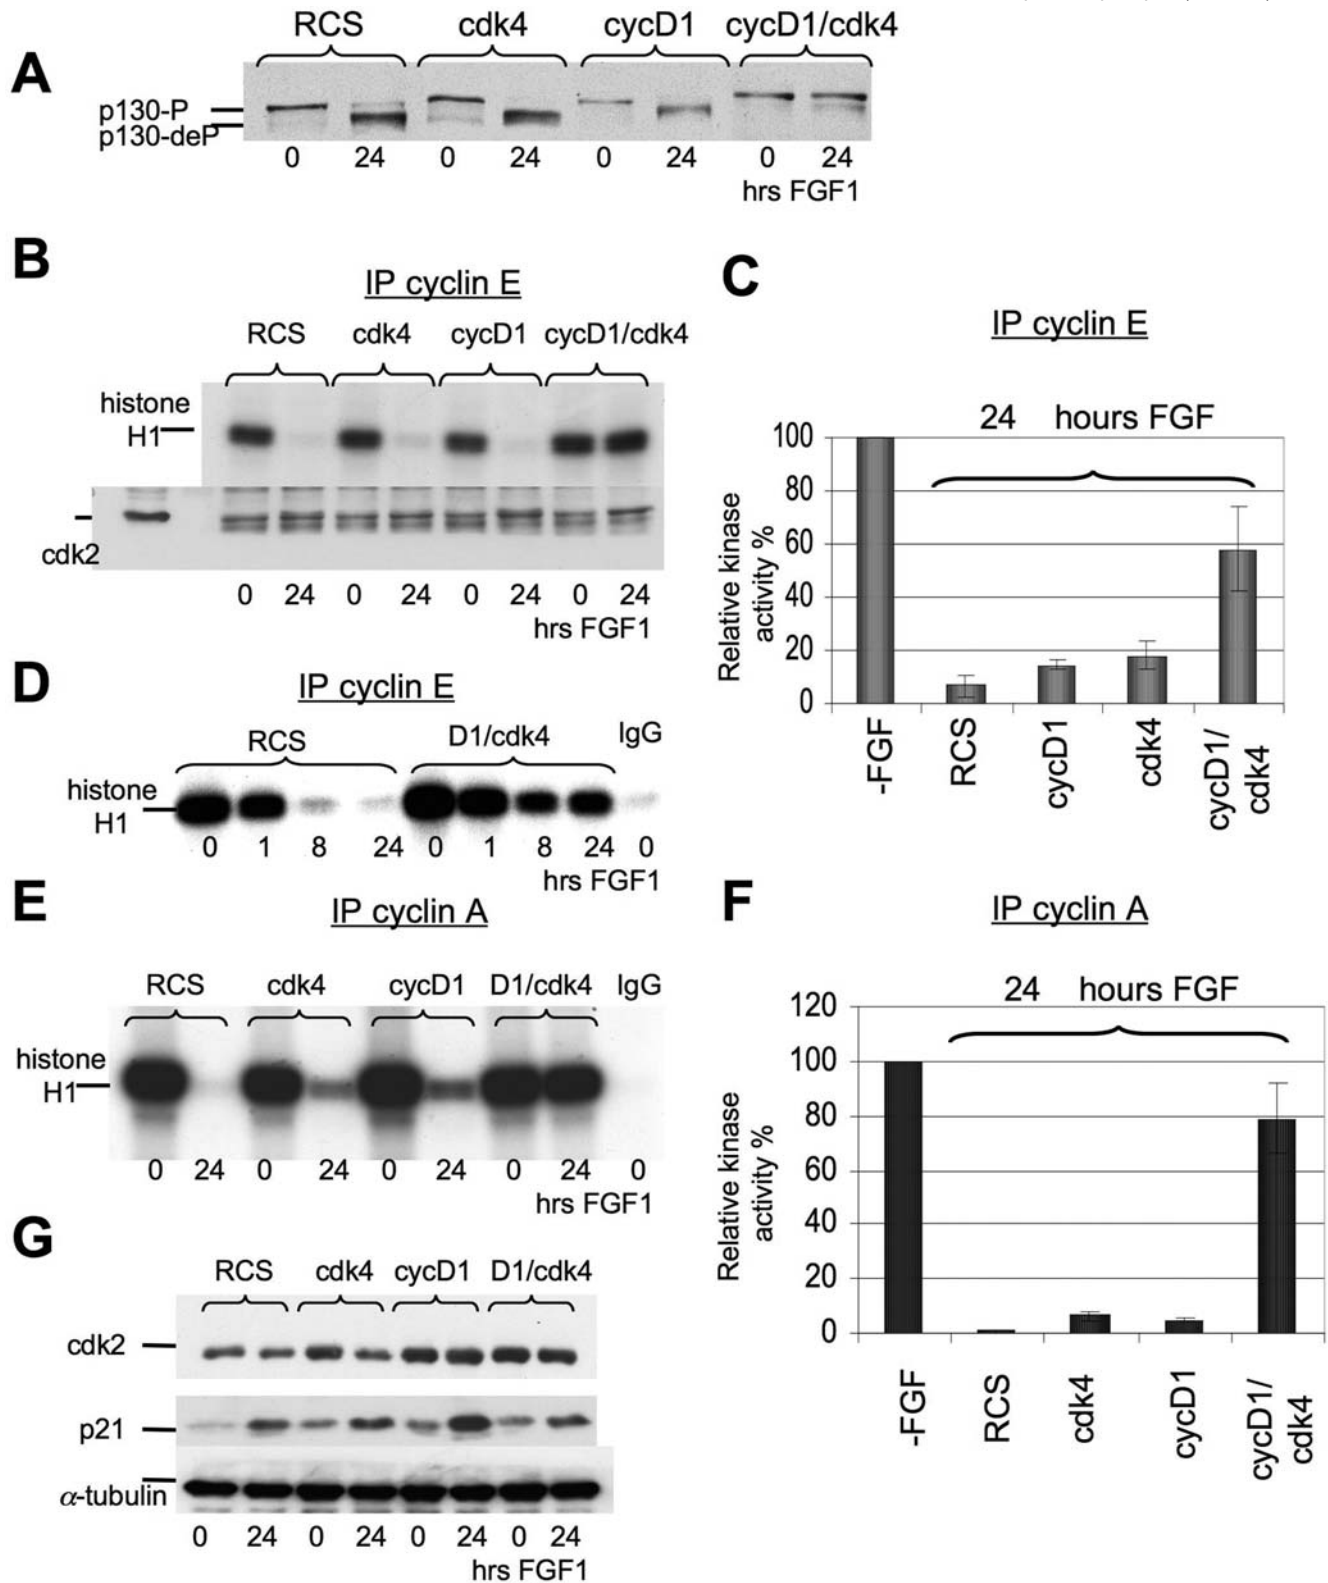 A
RCS cdk4 cycD1 cycD1/cdk4
p130-P
p130-deP
0 24 0 24 0 24 0 24
hrs FGF1
B
IP cyclin E
RCS cdk4 cycD1 cycD1/cdk4
histone
H1
cdk2
0 24 0 24 0 24 0 24
hrs FGF1
C
IP cyclin E
24 hours FGF
Relative kinase
activity %
100
80
60
40
20
0
-FGF
RCS
cycD1
cdk4
cycD1/
cdk4
D
IP cyclin E
RCS D1/cdk4 IgG
histone
H1
0 1 8 24 0 1 8 24 0
hrs FGF1
E
IP cyclin A
RCS cdk4 cycD1 D1/cdk4 IgG
histone
H1
0 24 0 24 0 24 0 24 0
hrs FGF1
F
IP cyclin A
24 hours FGF
Relative kinase
activity %
120
100
80
60
40
20
0
-FGF
RCS
cdk4
cycD1
cycD1/
cdk4
G
RCS cdk4 cycD1 D1/cdk4
cdk2
p21
α-tubulin
0 24 0 24 0 24 0 24
hrs FGF1